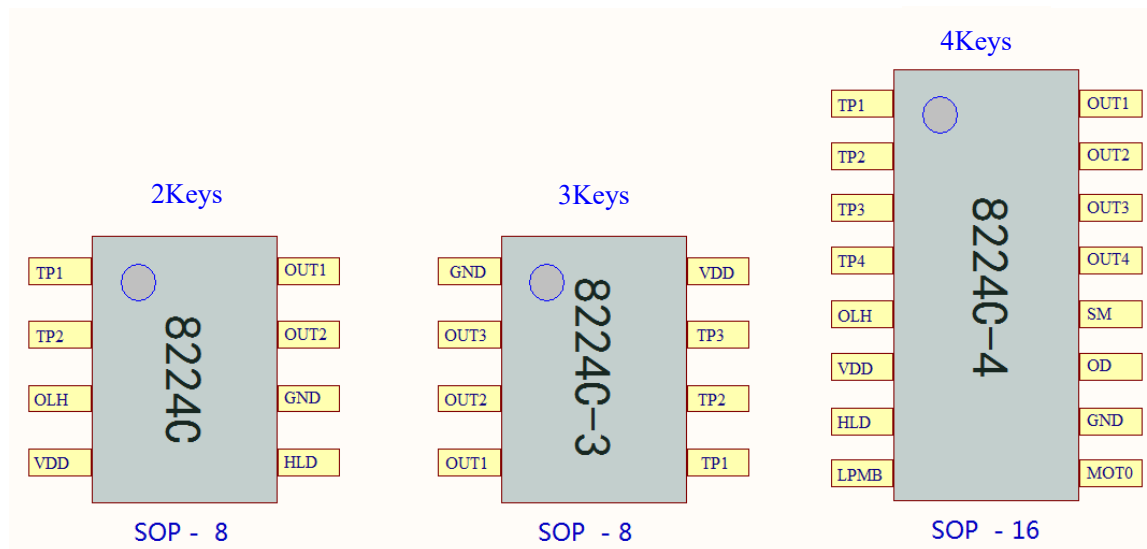 2Keys
TP1
TP2
OLH
VDD
8224C
OUT1
OUT2
GND
HLD
SOP - 8
3Keys
GND
OUT3
OUT2
OUT1
8224C-3
VDD
TP3
TP2
TP1
SOP - 8
4Keys
TP1
TP2
TP3
TP4
OLH
VDD
HLD
LPMB
8224C-4
OUT1
OUT2
OUT3
OUT4
SM
OD
GND
MOT0
SOP - 16